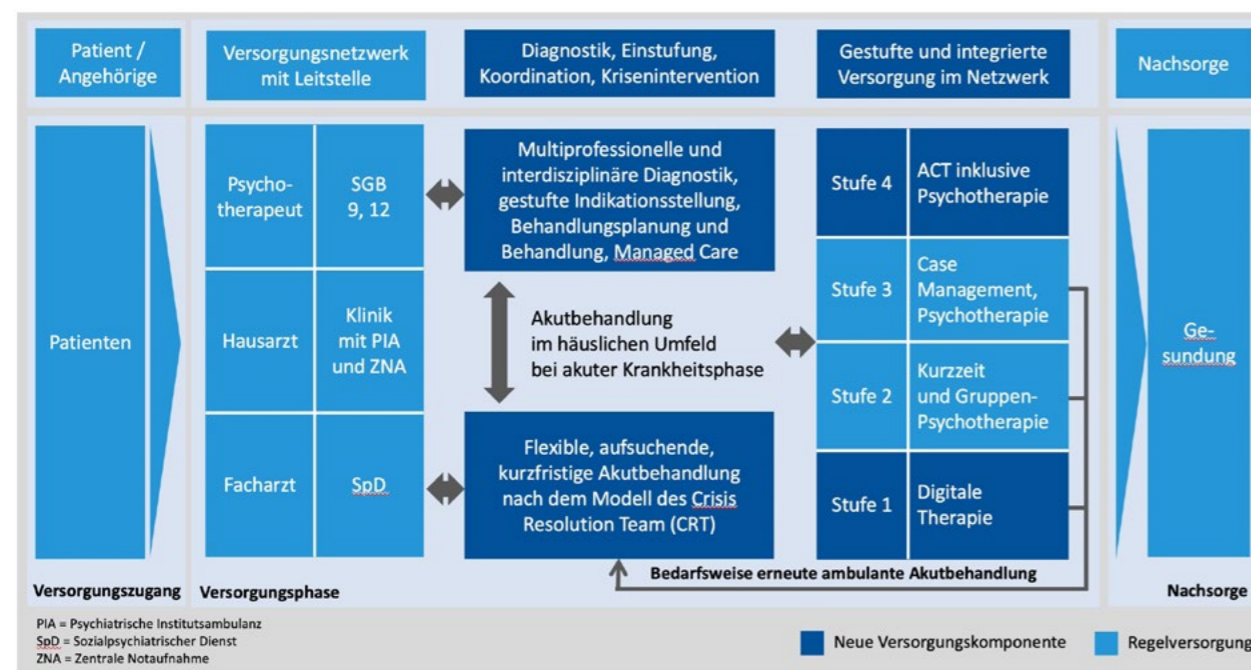 Patient /
Angehörige
Versorgungsnetzwerk
mit Leitstelle
Diagnostik, Einstufung,
Koordination, Krisenintervention
Gestufte und integrierte
Versorgung im Netzwerk
Nachsorge
Patienten
Psycho-
therapeut
SGB
9, 12
Hausarzt
Klinik
mit PIA
und ZNA
Facharzt
SpD
Multiprofessionelle und
interdisziplinäre Diagnostik,
gestufte Indikationsstellung,
Behandlungsplanung und
Behandlung, Managed Care
Akutbehandlung
im häuslichen Umfeld
bei akuter Krankheitsphase
Flexible, aufsuchende,
kurzfristige Akutbehandlung
nach dem Modell des Crisis
Resolution Team (CRT)
Stufe 4
ACT inklusive
Psychotherapie
Stufe 3
Case
Management,
Psychotherapie
Stufe 2
Kurzzeit
und Gruppen-
Psychotherapie
Stufe 1
Digitale
Therapie
Ge-
sundung
Bedarfsweise erneute ambulante Akutbehandlung
Versorgungszugang
Versorgungsphase
Nachsorge
PIA = Psychiatrische Institutsambulanz
SpD = Sozialpsychiatrischer Dienst
ZNA = Zentrale Notaufnahme
Neue Versorgungskomponente
Regelversorgung